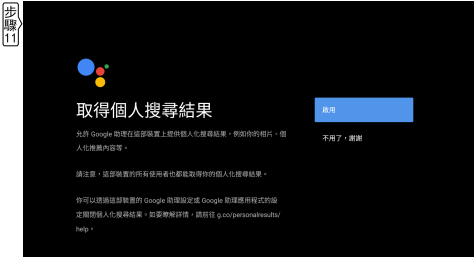 步驟11
取得個人搜尋結果
允許 Google 助理在這部裝置上提供個人化搜尋結果，例如你的相片、個
人化推薦內容等。
請注意，這部裝置的所有使用者也都能取得你的個人化搜尋結果。
你可以透過這部裝置的 Google 助理設定或 Google 助理應用程式的設
定關閉個人化搜尋結果。如要瞭解詳情，請前往 g.co/personalresults/
help。
啟用
不用了，謝謝